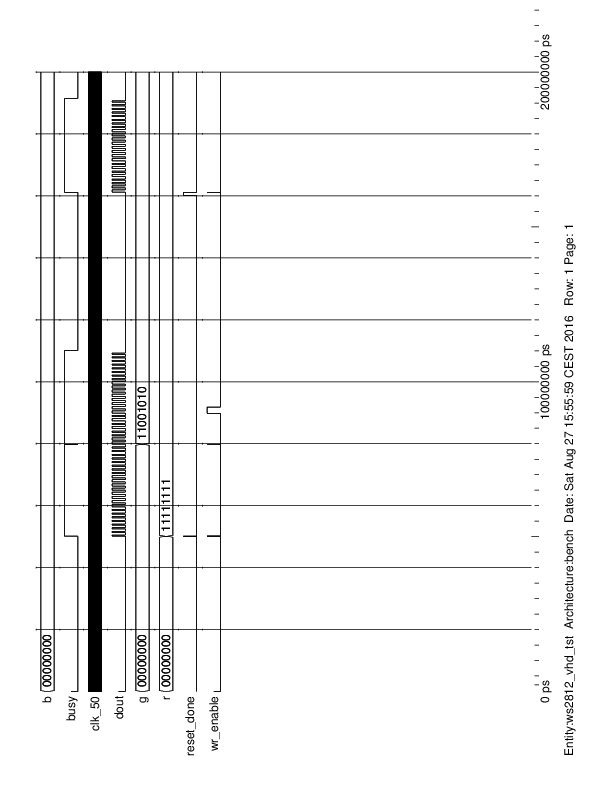 b 00000000
busy
clk_50
dout
g 00000000 11001010
r 00000000 11111111
reset_done
wr_enable
0 ps 100000000 ps 200000000 ps
Entity:ws2812_vhd_tst Architecture:bench Date: Sat Aug 27 15:55:59 CEST 2016 Row: 1 Page: 1